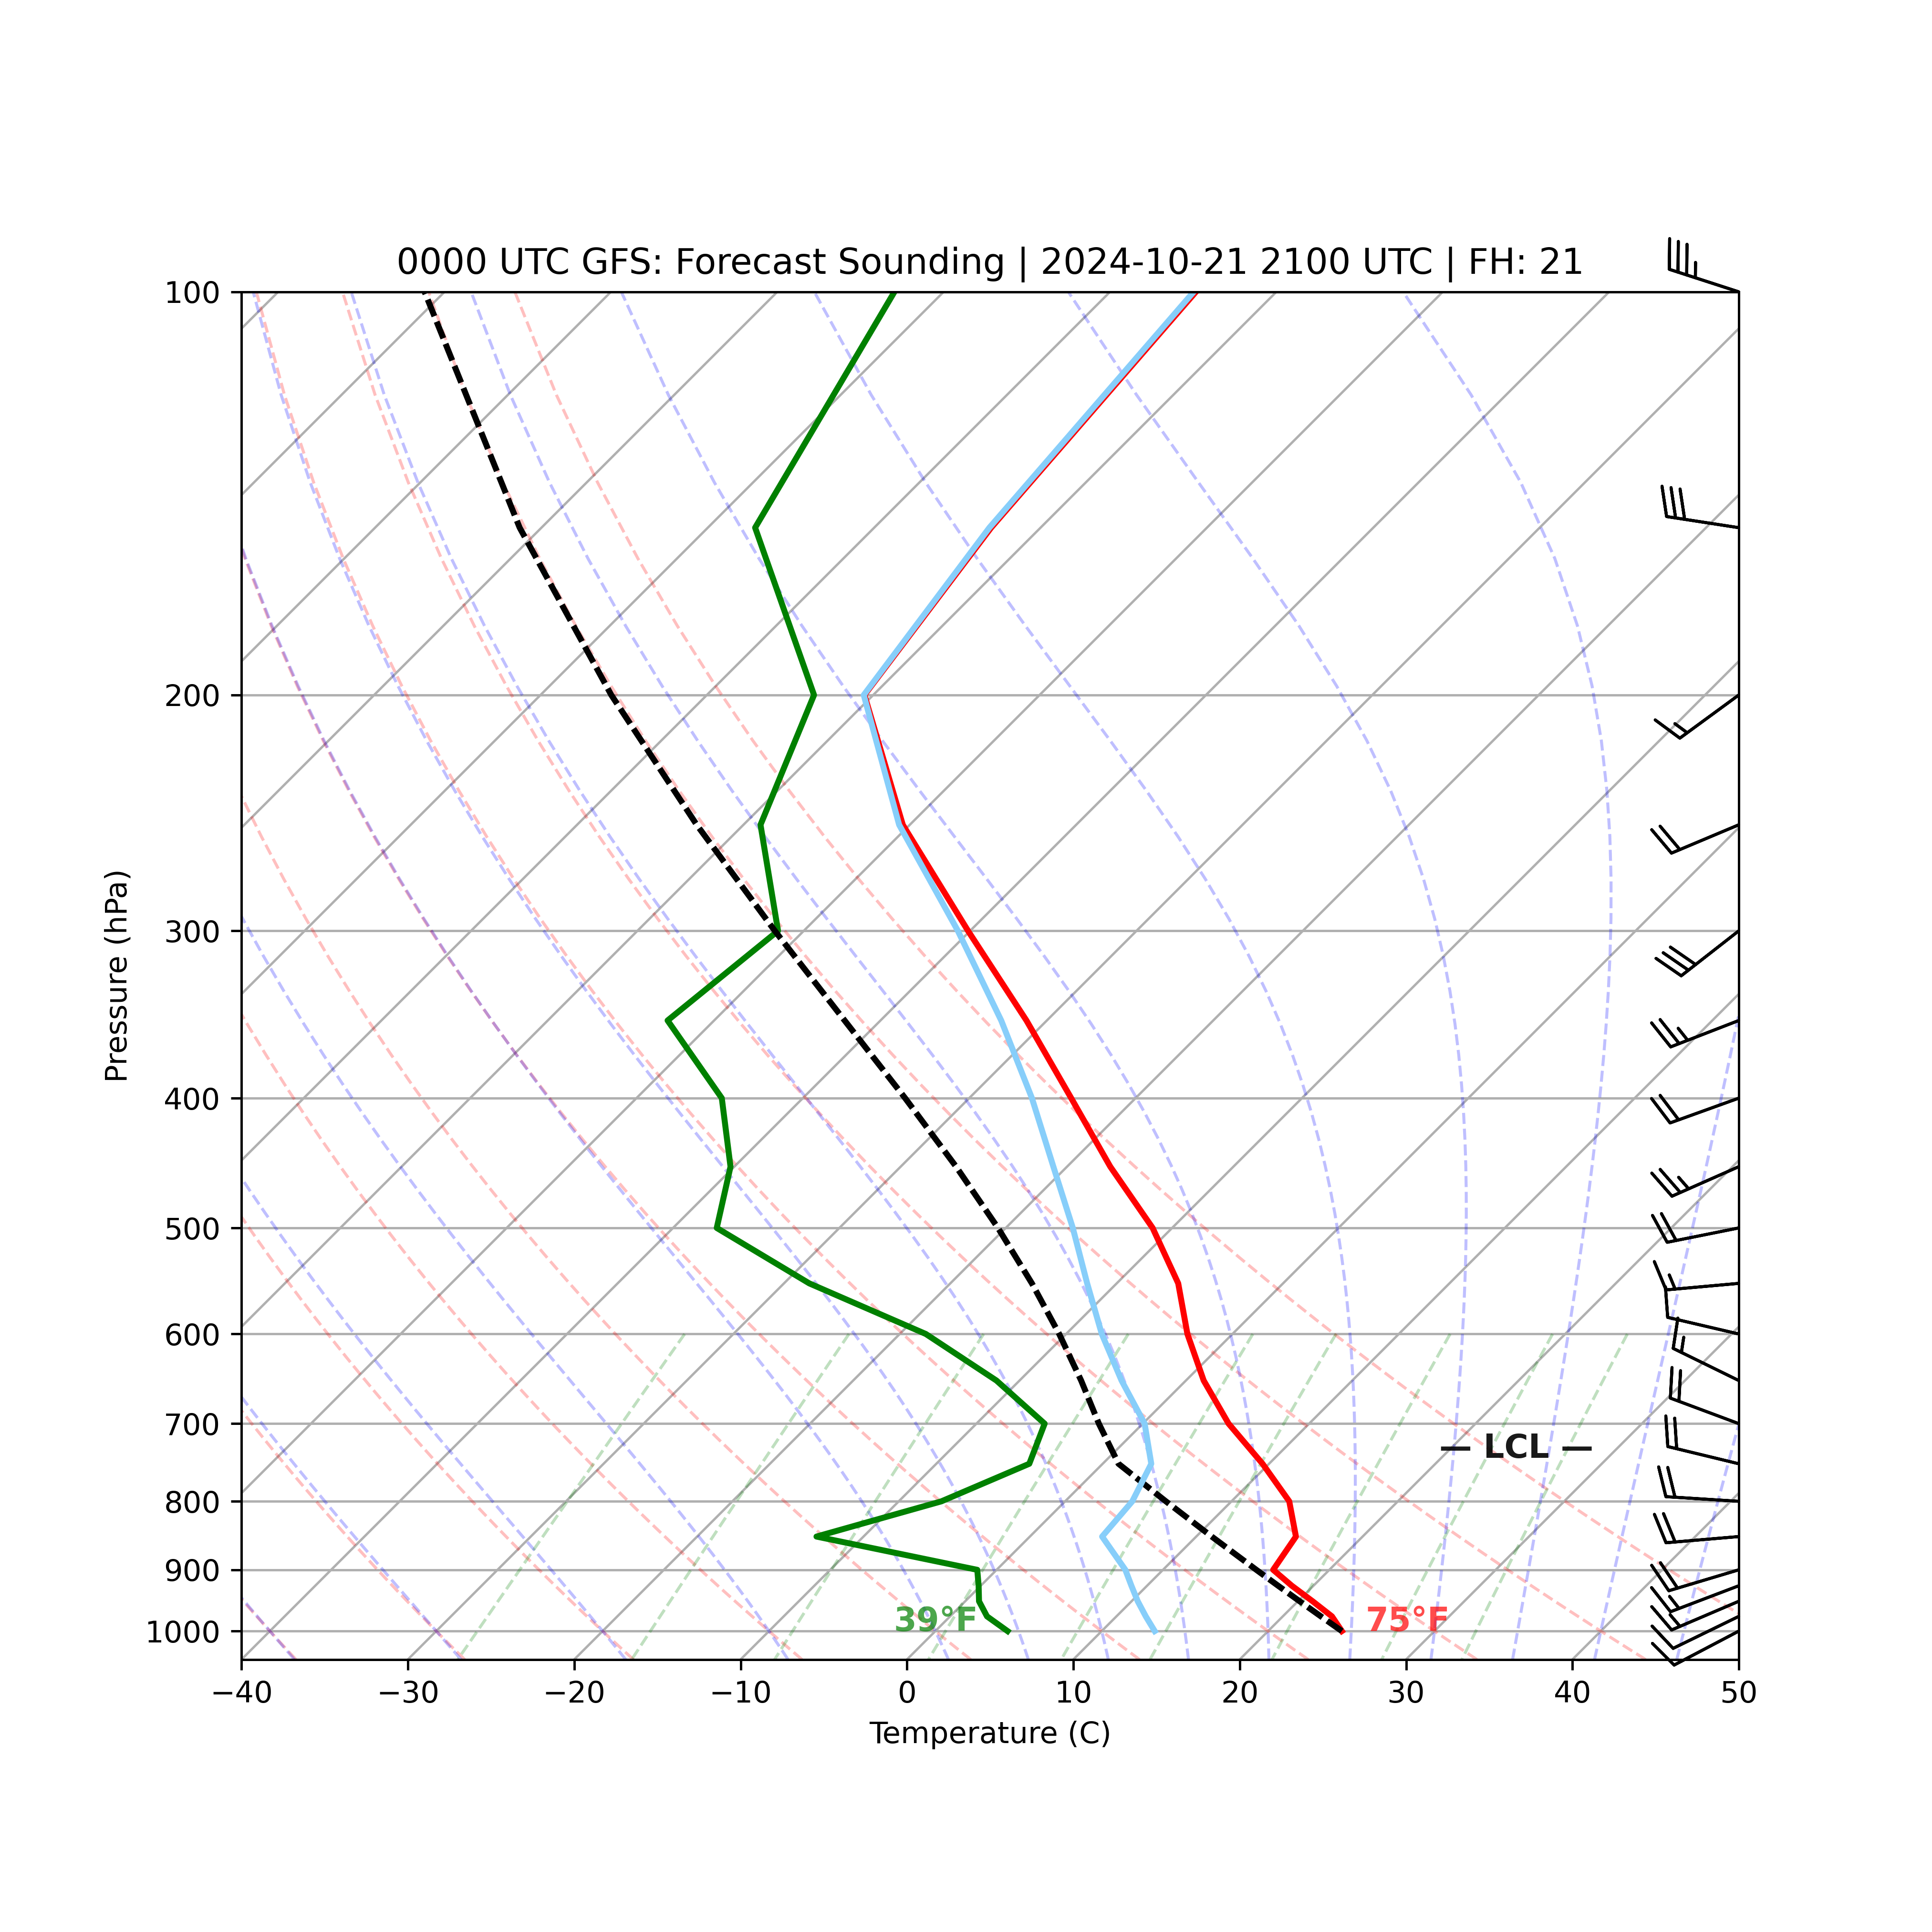 0000 UTC GFS: Forecast Sounding | 2024-10-21 2100 UTC | FH: 21
100
200
300
400
500
600
700
800
900
1000
Pressure (hPa)
— LCL —
39°F
75°F
−40 −30 −20 −10 0 10 20 30 40 50
Temperature (C)